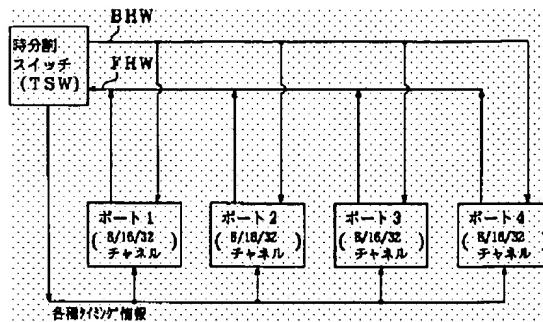 BHW
時分割
スイッチ
(TSW)
FHW
ポート1
(8/16/32
チャネル)
ポート2
(8/16/32
チャネル)
ポート3
(8/16/32
チャネル)
ポート4
(8/16/32
チャネル)
各種タイミング情報